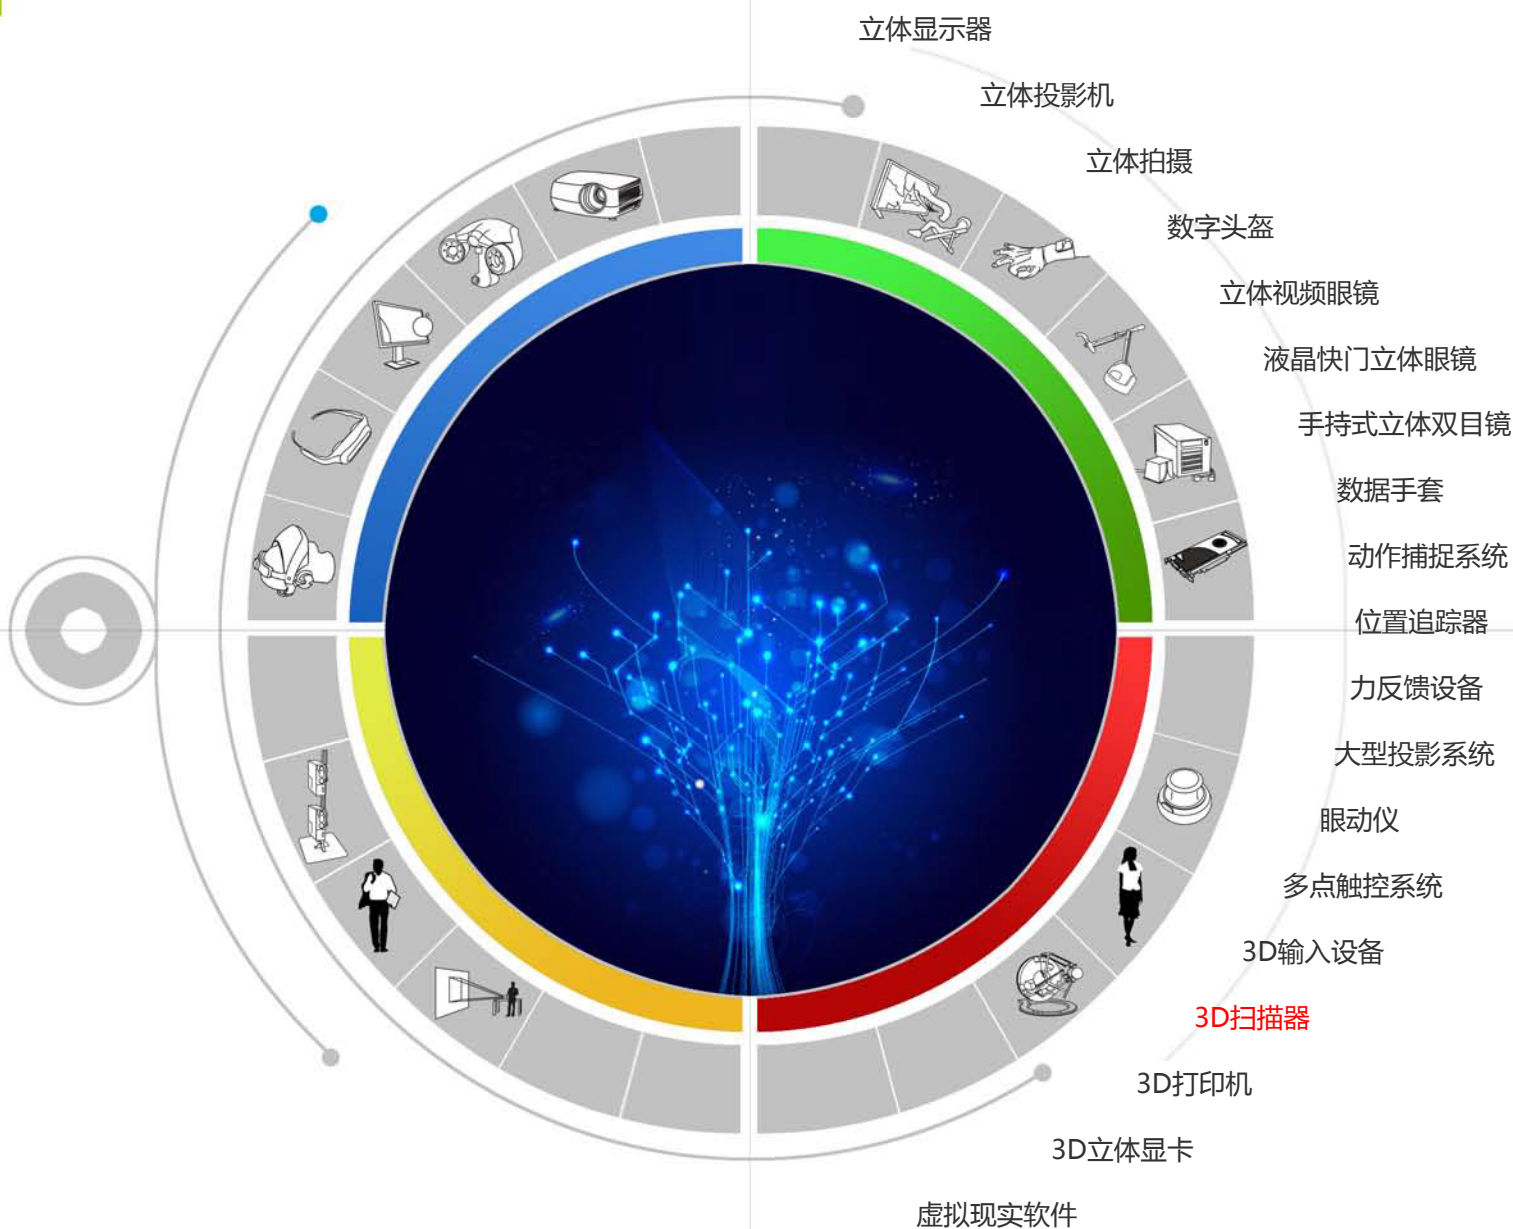 立体显示器
立体投影机
立体拍摄
数字头盔
立体视频眼镜
液晶快门立体眼镜
手持式立体双目镜
数据手套
动作捕捉系统
位置追踪器
力反馈设备
大型投影系统
眼动仪
多点触控系统
3D输入设备
3D扫描器
3D打印机
3D立体显卡
虚拟现实软件